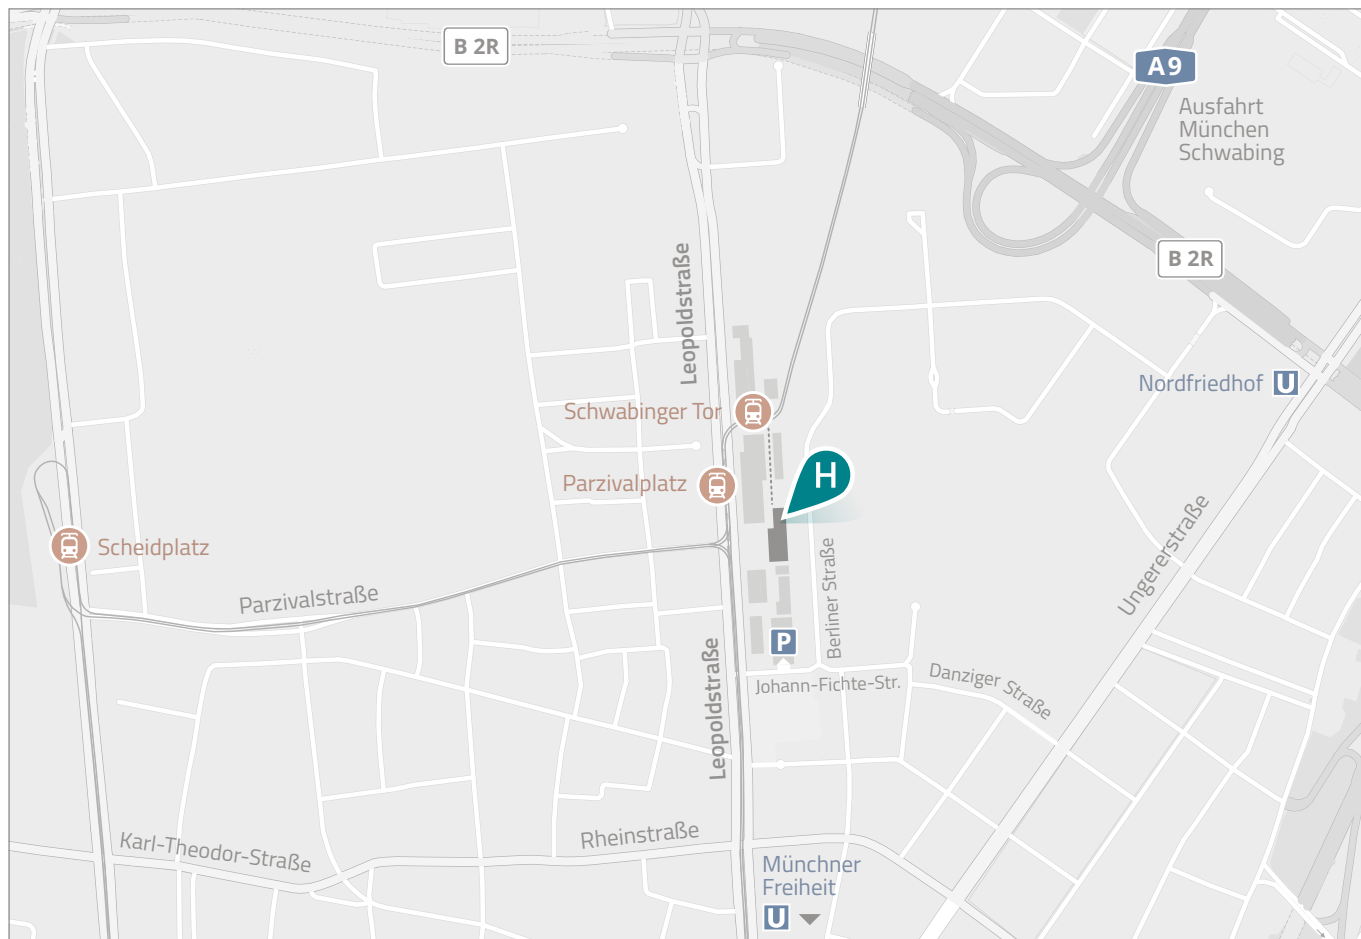 B 2R
A 9
Ausfahrt
München
Schwabing
B 2R
Leopoldstraße
Nordfriedhof U
Schwabinger Tor
H
Parzivalplatz
Scheidplatz
Ungererstraße
Berliner Straße
Parzivalstraße
P
Johann-Fichte-Str.
Danziger Straße
Leopoldstraße
Rheinstraße
Karl-Theodor-Straße
Münchner
Freiheit
U